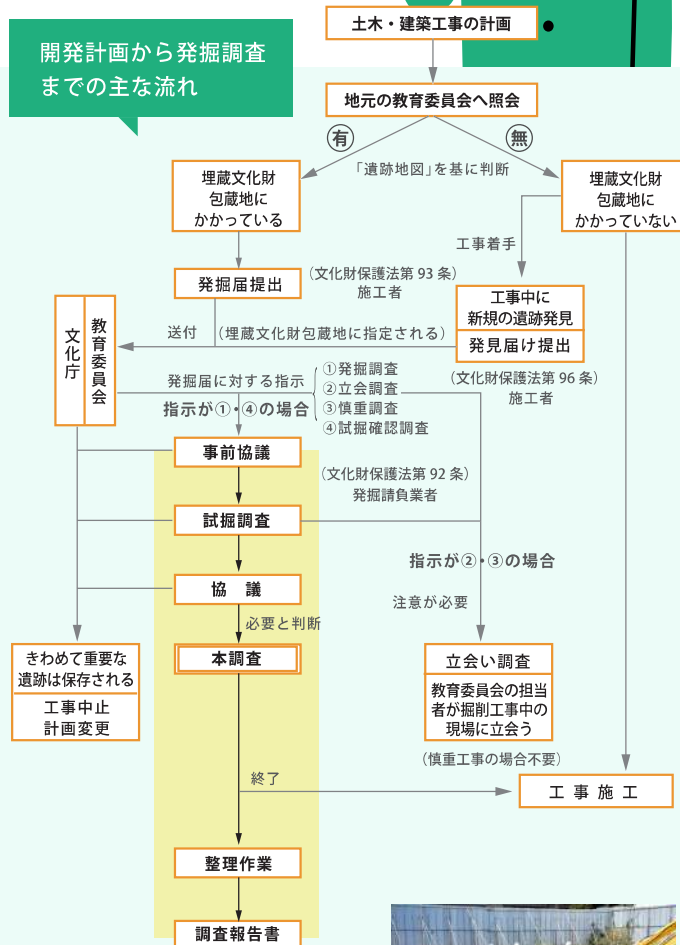 開発計画から発掘調査
までの主な流れ
土木・建築工事の計画
地元の教育委員会へ照会
有
無
「遺跡地図」を基に判断
埋蔵文化財
包蔵地に
かかっている
埋蔵文化財
包蔵地に
かかっていない
工事着手
発掘届提出
(文化財保護法第93条)
施工者
工事中に
新規の遺跡発見
発見届け提出
(文化財保護法第96条)
施工者
送付
(埋蔵文化財包蔵地に指定される)
教育委員会
文化庁
発掘届に対する指示
①発掘調査
②立会調査
③慎重調査
④試掘確認調査
指示が①・④の場合
事前協議
(文化財保護法第92条)
発掘請負業者
試掘調査
指示が②・③の場合
協 議
注意が必要
必要と判断
本調査
きわめて重要な
遺跡は保存される
工事中止
計画変更
立会い調査
教育委員会の担当
者が掘削工事中の
現場に立会う
(慎重工事の場合不要)
終了
工事施工
整理作業
調査報告書